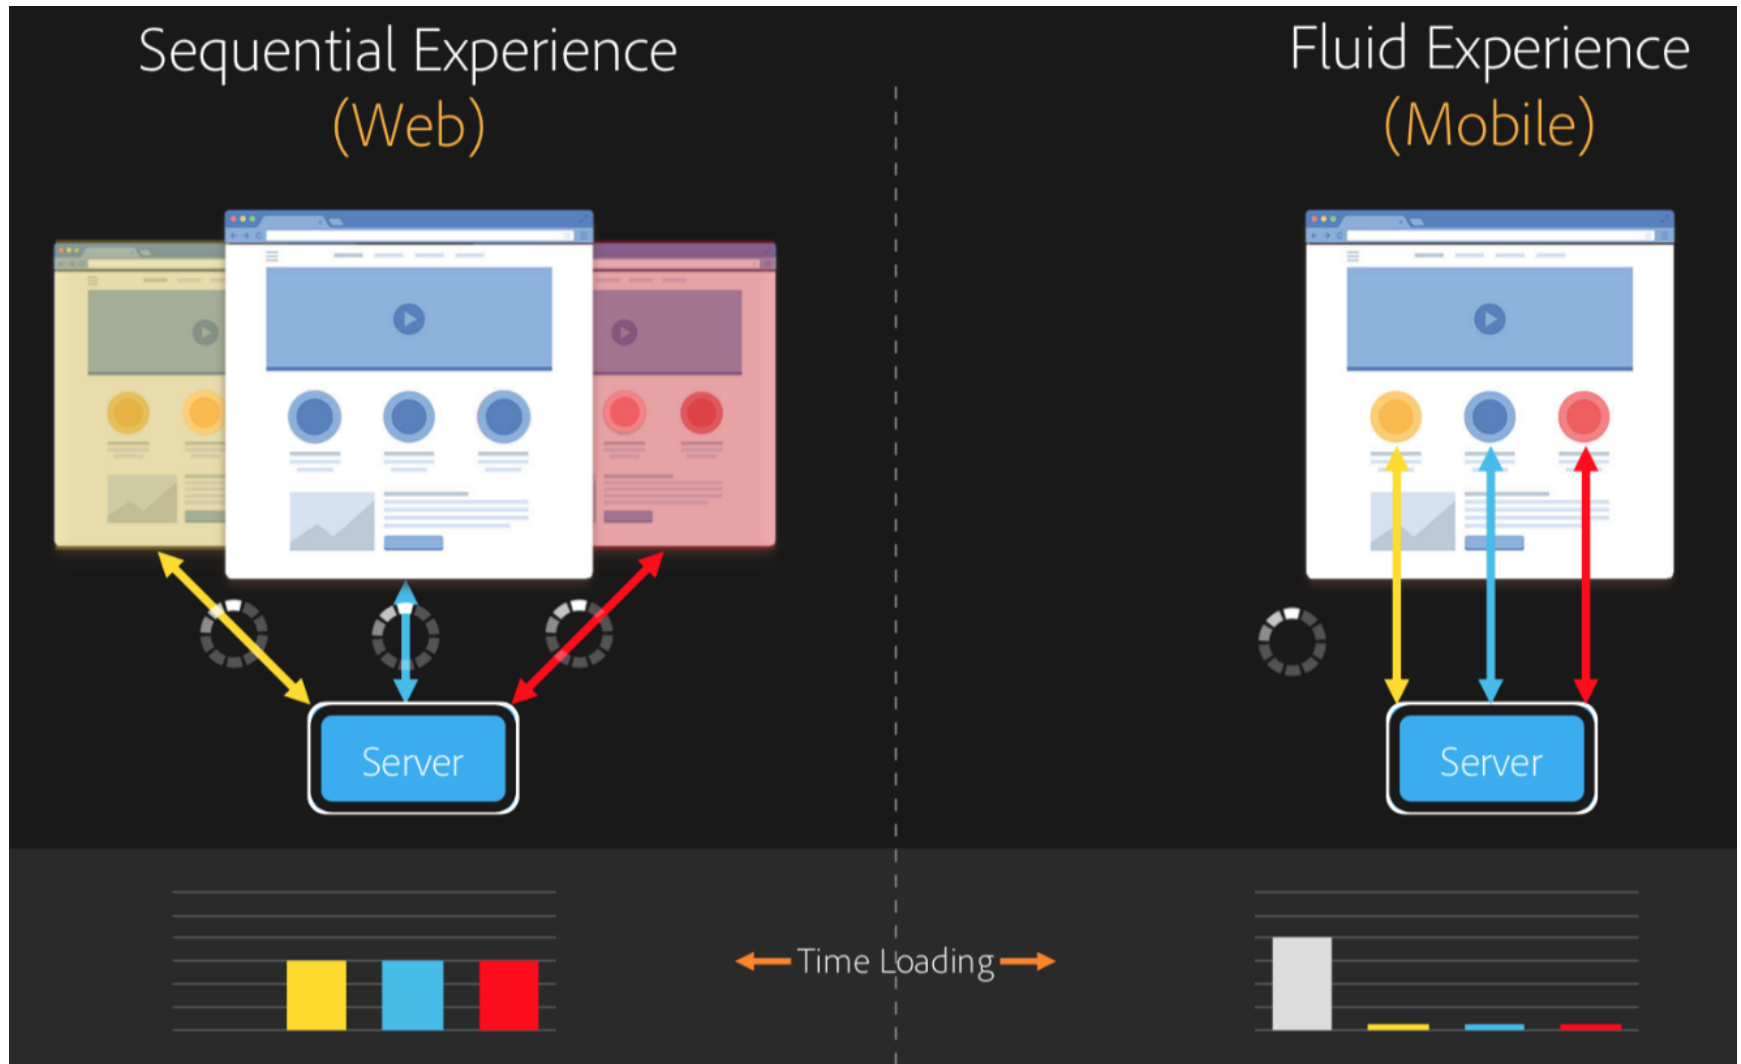 Sequential Experience
(Web)
Fluid Experience
(Mobile)
Server
Server
Time Loading